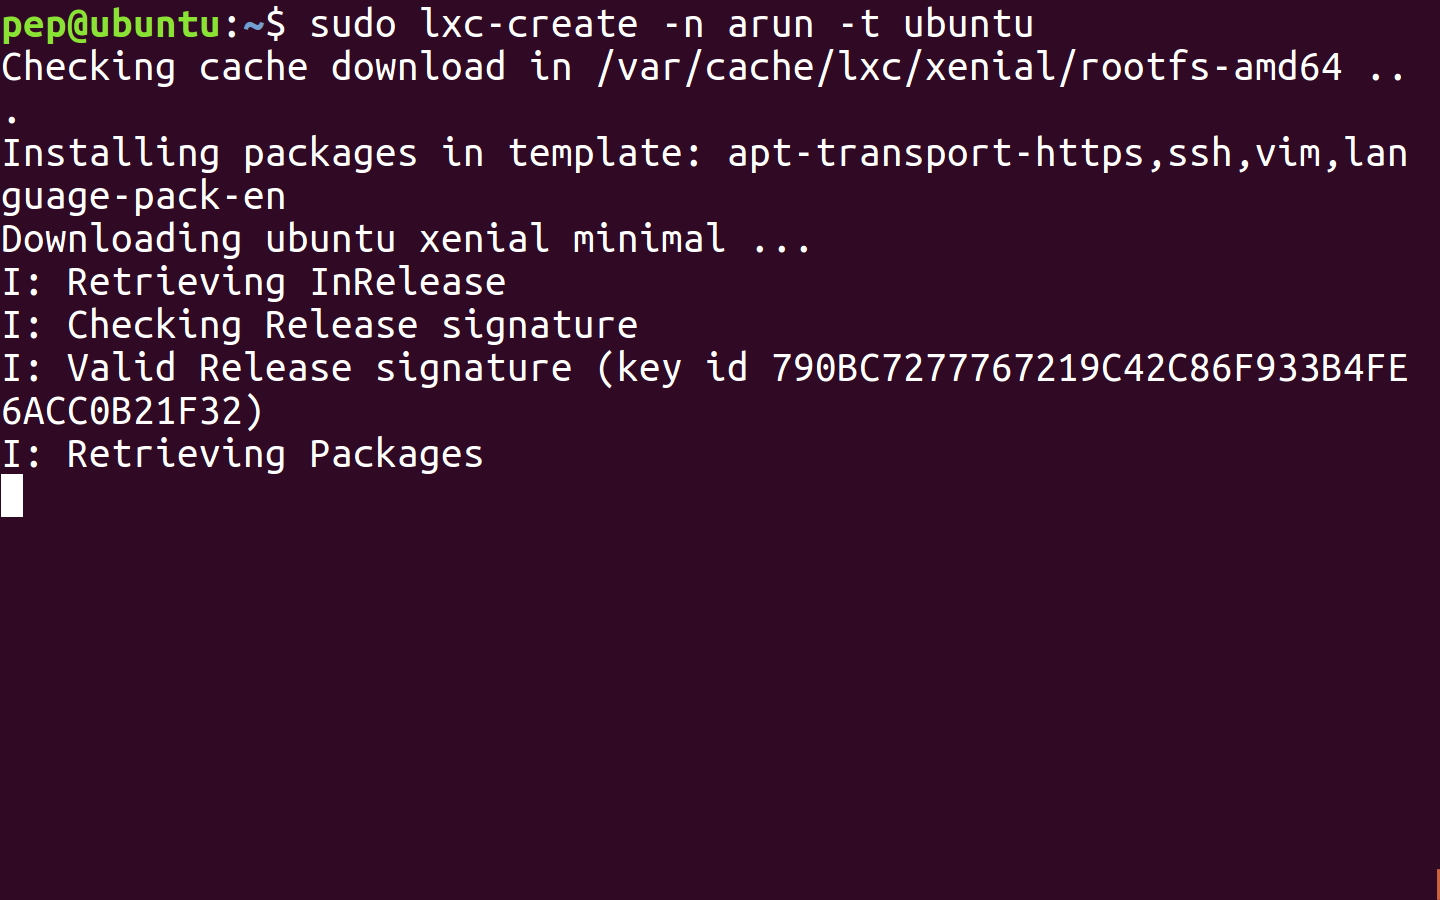 pep@ubuntu:~$ sudo lxc-create -n arun -t ubuntu
Checking cache download in /var/cache/lxc/xenial/rootfs-amd64 ..
.
Installing packages in template: apt-transport-https,ssh,vim,lan
guage-pack-en
Downloading ubuntu xenial minimal ...
I: Retrieving InRelease
I: Checking Release signature
I: Valid Release signature (key id 790BC7277767219C42C86F933B4FE
6ACC0B21F32)
I: Retrieving Packages